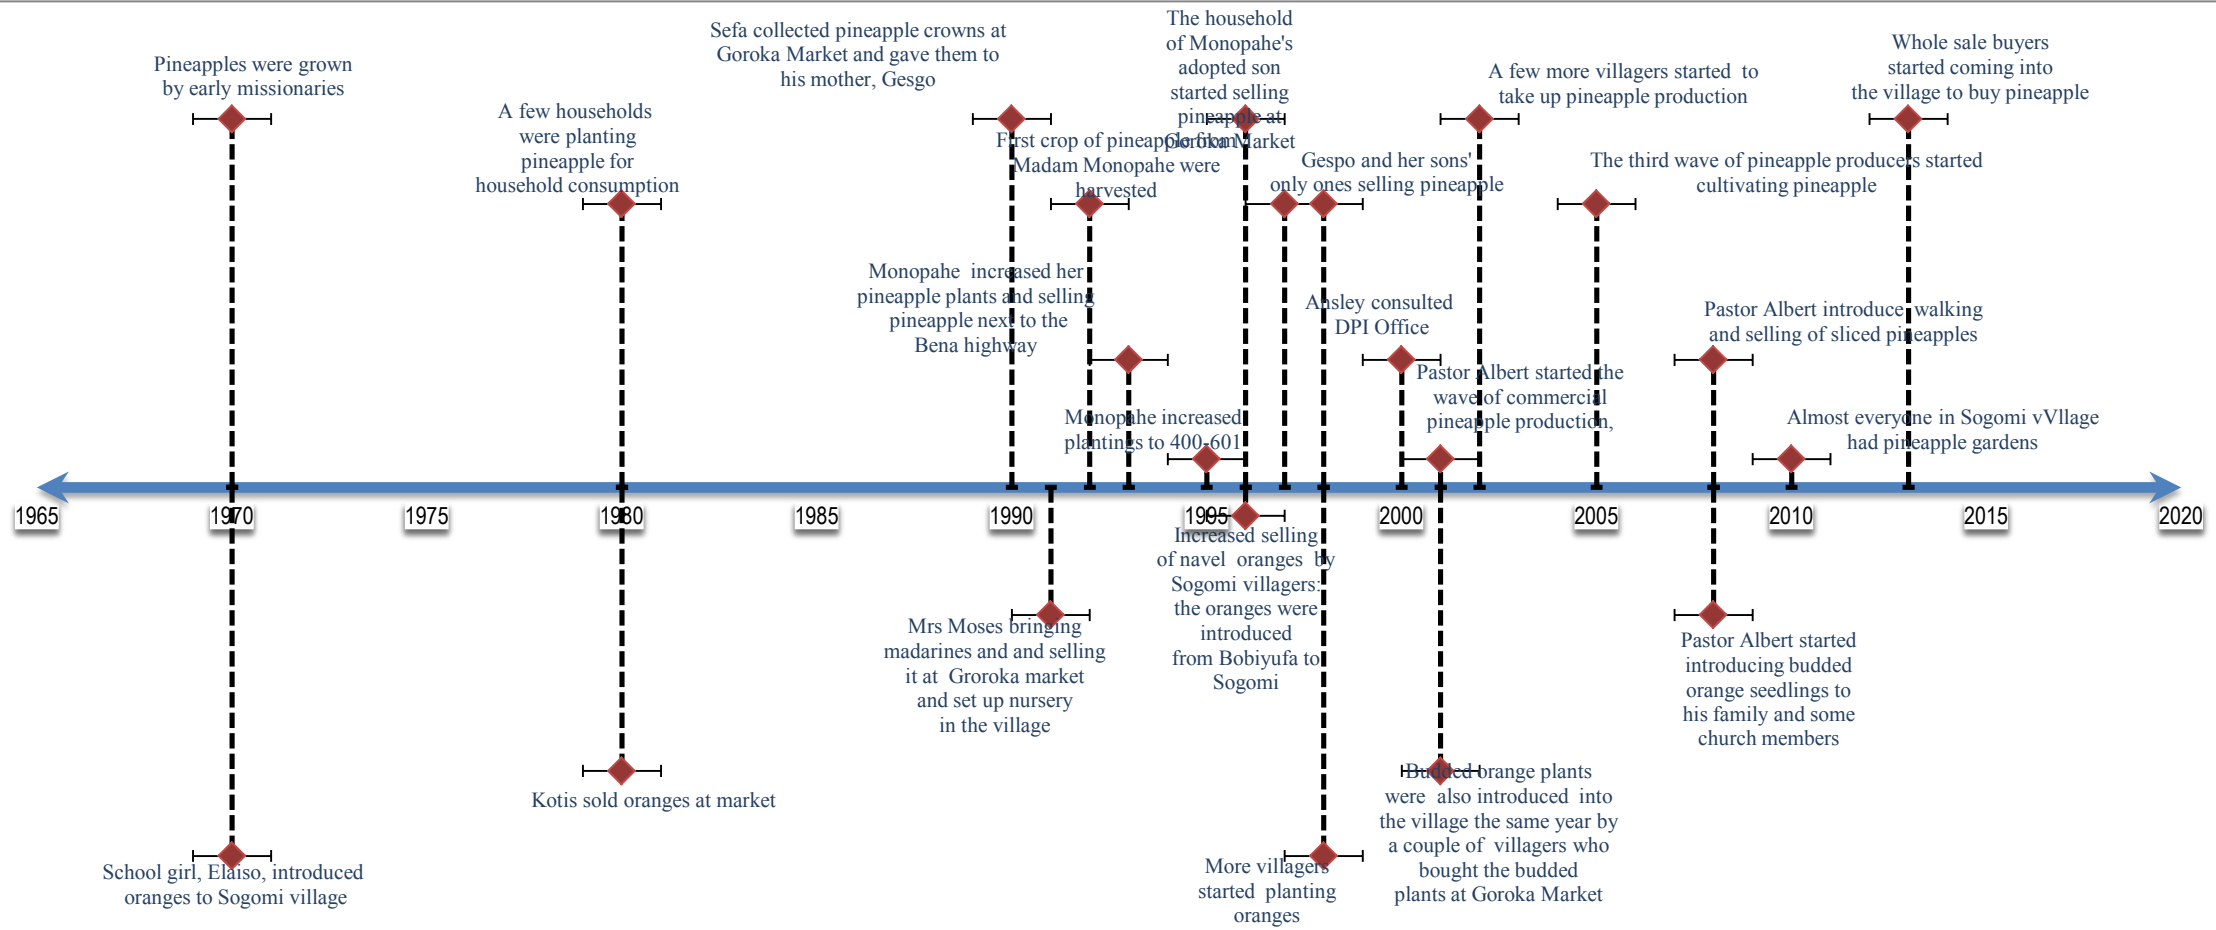 Pineapples were grown
by early missionaries
A few households
were planting
pineapple for
household consumption
Sefa collected pineapple crowns at
Goroka Market and gave them to
his mother, Gesgo
The household
of Monopahe's
adopted son
started selling
pineapple at
Goroka Market
First crop of pineapple from
Madam Monopahe were
harvested
Monopahe increased her
pineapple plants and selling
pineapple next to the
Bena highway
Monopahe increased
plantings to 400-601
Gespo and her sons'
only ones selling pineapple
Ansley consulted
DPI Office
A few more villagers started to
take up pineapple production
Pastor Albert started the
wave of commercial
pineapple production,
The third wave of pineapple producers started
cultivating pineapple
Whole sale buyers
started coming into
the village to buy pineapple
Pastor Albert introduce walking
and selling of sliced pineapples
Almost everyone in Sogomi vVllage
had pineapple gardens
1965
1970
1975
1980
1985
1990
1995
2000
2005
2010
2015
2020
School girl, Elaiso, introduced
oranges to Sogomi village
Kotis sold oranges at market
Mrs Moses bringing
madarines and and selling
it at Groroka market
and set up nursery
in the village
Increased selling
of navel oranges by
Sogomi villagers:
the oranges were
introduced
from Bobiyufa to
Sogomi
More villagers
started planting
oranges
Budded orange plants
were also introduced into
the village the same year by
a couple of villagers who
bought the budded
plants at Goroka Market
Pastor Albert started
introducing budded
orange seedlings to
his family and some
church members